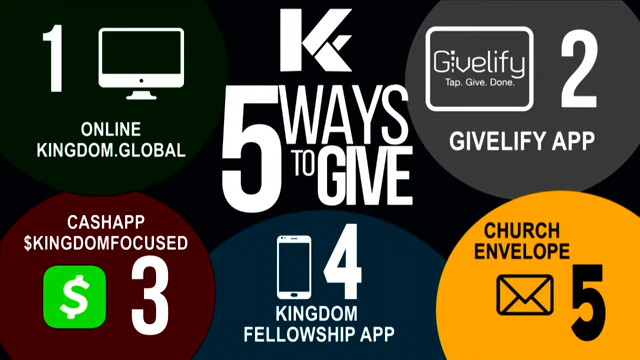 1
ONLINE
KINGDOM.GLOBAL
K
5 WAYS
TO GIVE
Givelify
Tap. Give. Done.
2
GIVELIFY APP
CASHAPP
$KINGDOMFOCUSED
$
3
4
KINGDOM
FELLOWSHIP APP
CHURCH
ENVELOPE
5